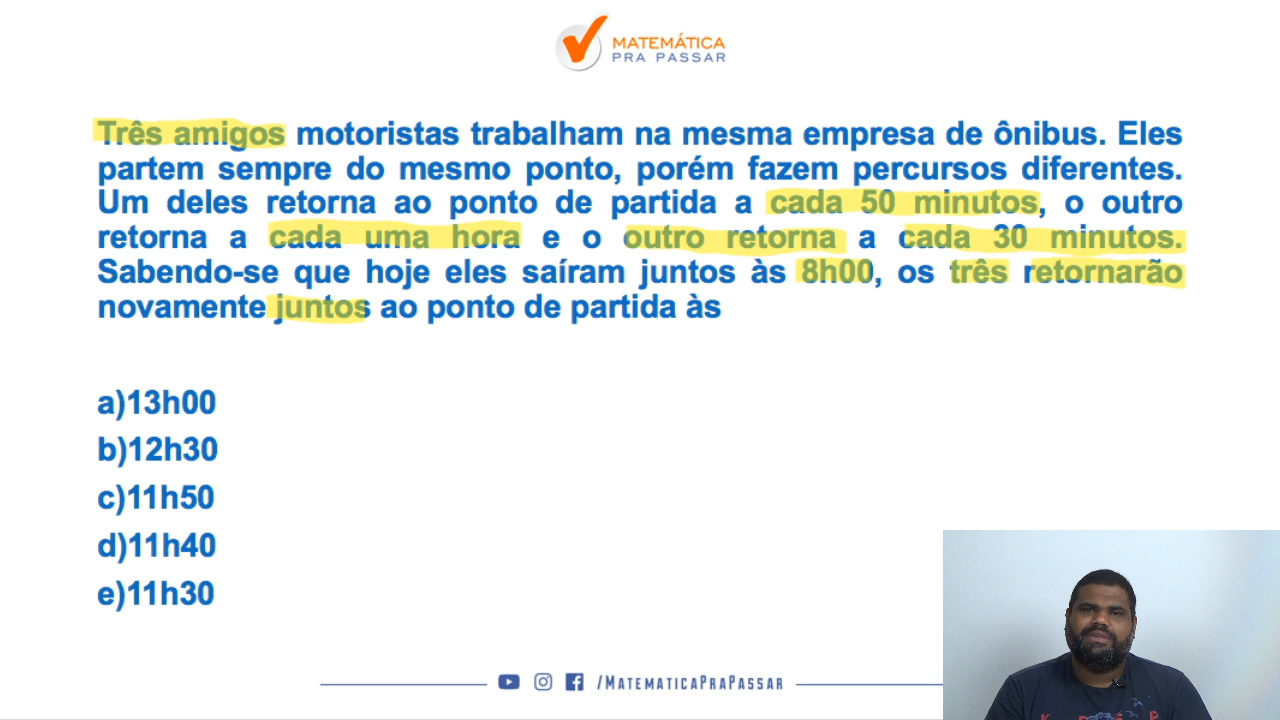 MATEMÁTICA
PRA PASSAR
Três amigos motoristas trabalham na mesma empresa de ônibus. Eles
partem sempre do mesmo ponto, porém fazem percursos diferentes.
Um deles retorna ao ponto de partida a cada 50 minutos, o outro
retorna a cada uma hora e o outro retorna a cada 30 minutos.
Sabendo-se que hoje eles saíram juntos às 8h00, os três retornarão
novamente juntos ao ponto de partida às
a)13h00
b)12h30
c)11h50
d)11h40
e)11h30
/MATEMATICAPRAPASSAR